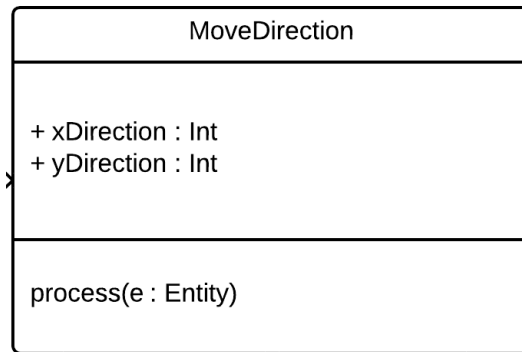 MoveDirection
+ xDirection : Int
+ yDirection : Int
process(e : Entity)